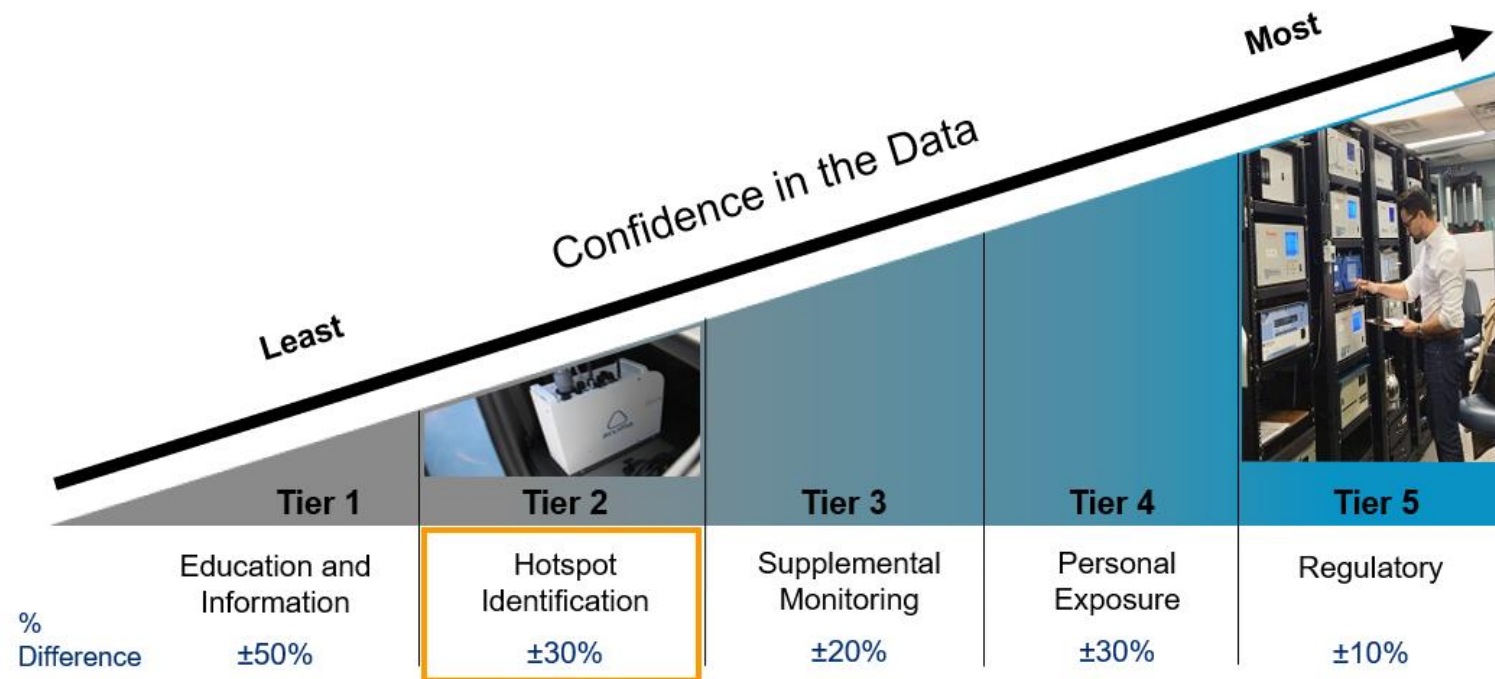 Most
Confidence in the Data
Least
Tier 1
Tier 2
Tier 3
Tier 4
Tier 5
Education and
Information
Hotspot
Identification
Supplemental
Monitoring
Personal
Exposure
Regulatory
%
Difference
±50%
±30%
±20%
±30%
±10%